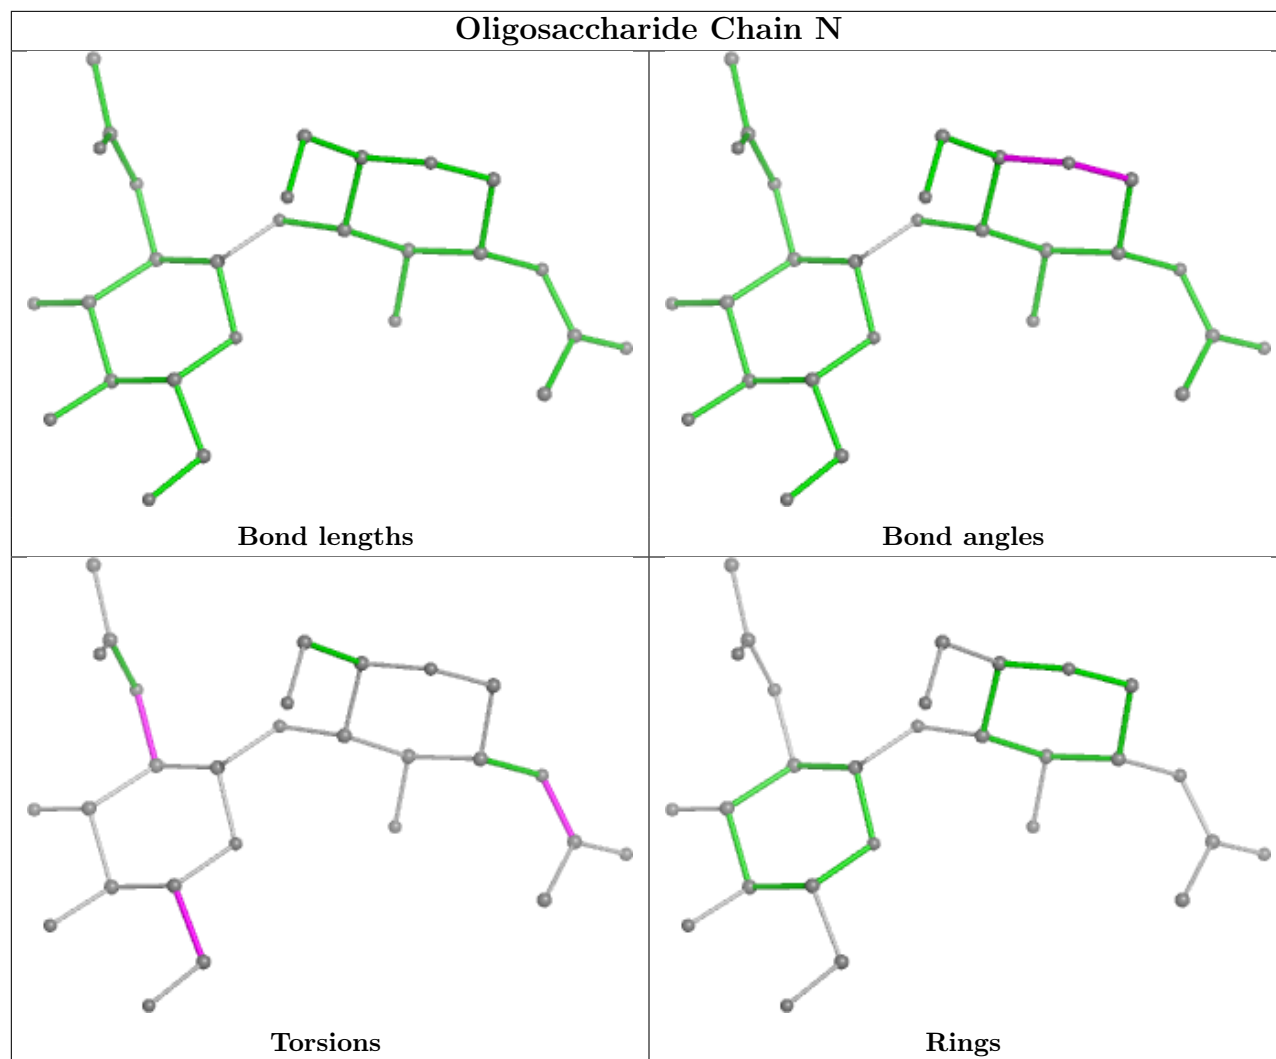 Oligosaccharide Chain N
Bond lengths
Bond angles
Torsions
Rings